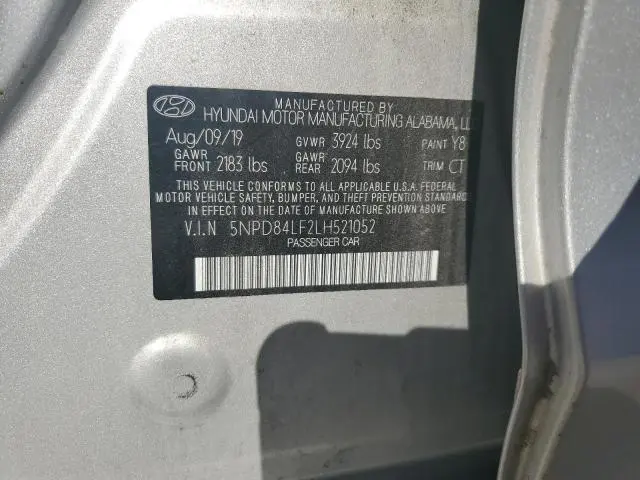 MANUFACTURED BY
HYUNDAI MOTOR MANUFACTURING ALABAMA, LL
Aug/09/19 GVWR 3924 lbs PAINT Y8
GAWR FRONT 2183 lbs GAWR REAR 2094 lbs TRIM CT
THIS VEHICLE CONFORMS TO ALL APPLICABLE U.S.A. FEDERAL
MOTOR VEHICLE SAFETY, BUMPER, AND THEFT PREVENTION STANDARDS
IN EFFECT ON THE DATE OF MANUFACTURE SHOWN ABOVE.
V.I.N 5NPD84LF2LH521052
PASSENGER CAR